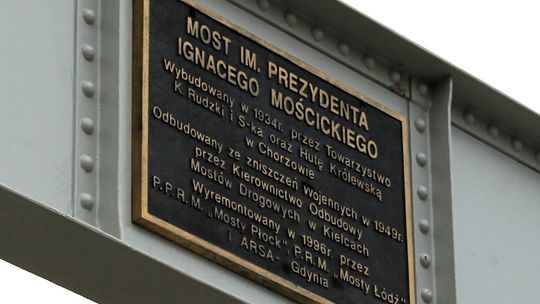 MOST IM. PREZYDENTA
IGNACEGO MOŚCICKIEGO
Wybudowany w 1934r. przez Towarzystwo
K. Rudzki i S-ka oraz Hutę Królewską
w Chorzowie
Odbudowany ze zniszczeń wojennych w 1949r.
przez Kierownictwo Odbudowy
Mostów Drogowych w Kielcach
Wyremontowany w 1996r. przez
P.P.R.M. „Mosty Płock”, P.R.M. „Mosty Łódź”
i ARSA - Gdynia